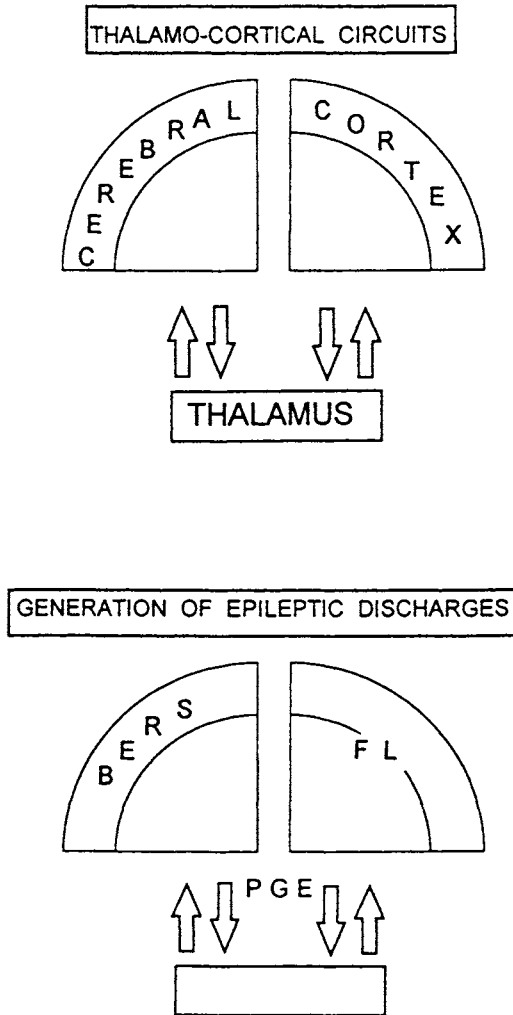 THALAMO-CORTICAL CIRCUITS
CEREBRAL CORTEX
THALAMUS
GENERATION OF EPILEPTIC DISCHARGES
BERS
FL
PGE